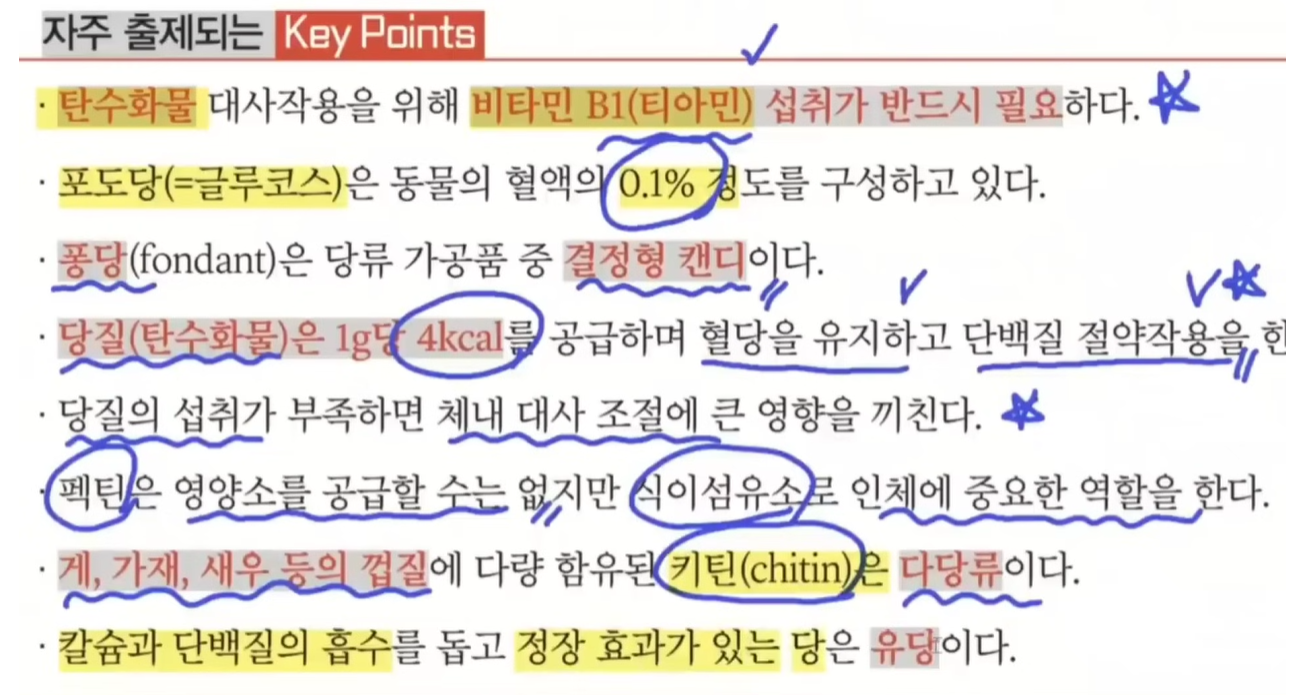 자주 출제되는 Key Points
· 탄수화물 대사작용을 위해 비타민 B1(티아민) 섭취가 반드시 필요하다.
· 포도당(=글루코스)은 동물의 혈액의 0.1% 정도를 구성하고 있다.
· 퐁당(fondant)은 당류 가공품 중 결정형 캔디이다.
· 당질(탄수화물)은 1g당 4kcal를 공급하며 혈당을 유지하고 단백질 절약작용을 한
· 당질의 섭취가 부족하면 체내 대사 조절에 큰 영향을 끼친다.
· 펙틴은 영양소를 공급할 수는 없지만 식이섬유소로 인체에 중요한 역할을 한다.
· 게, 가재, 새우 등의 껍질에 다량 함유된 키틴(chitin)은 다당류이다.
· 칼슘과 단백질의 흡수를 돕고 정장 효과가 있는 당은 유당이다.